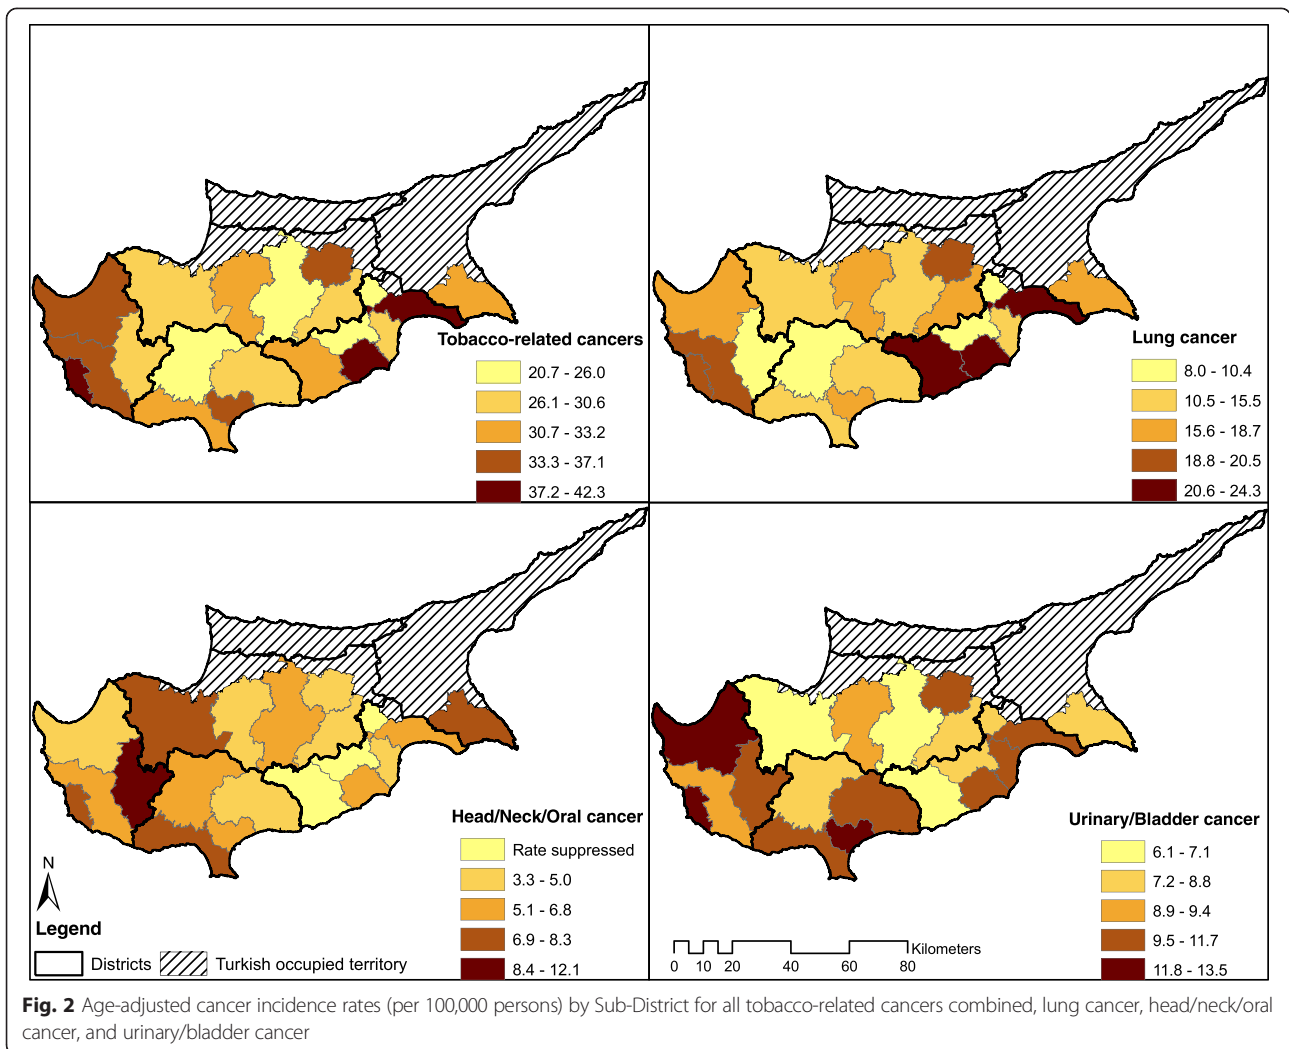 Tobacco-related cancers
20.7 - 26.0
26.1 - 30.6
30.7 - 33.2
33.3 - 37.1
37.2 - 42.3
Lung cancer
8.0 - 10.4
10.5 - 15.5
15.6 - 18.7
18.8 - 20.5
20.6 - 24.3
Head/Neck/Oral cancer
Rate suppressed
3.3 - 5.0
5.1 - 6.8
6.9 - 8.3
8.4 - 12.1
N
Legend
Districts
Turkish occupied territory
Urinary/Bladder cancer
6.1 - 7.1
7.2 - 8.8
8.9 - 9.4
9.5 - 11.7
11.8 - 13.5
Kilometers
0 10 20 40 60 80
Fig. 2 Age-adjusted cancer incidence rates (per 100,000 persons) by Sub-District for all tobacco-related cancers combined, lung cancer, head/neck/oral
cancer, and urinary/bladder cancer